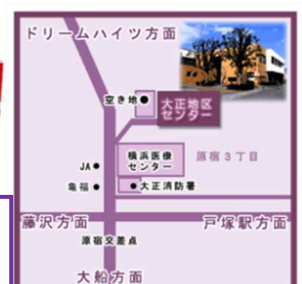 ドリームハイツ方面
空き地
大正地区
センター
横浜医療
センター
原宿3丁目
JA
亀福
大正消防署
藤沢方面
戸塚駅方面
原宿交差点
大船方面